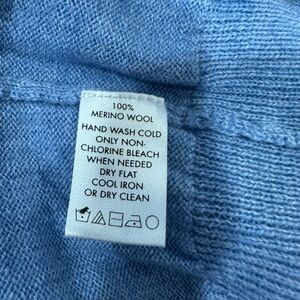 100%
MERINO WOOL
HAND WASH COLD
ONLY NON-
CHLORINE BLEACH
WHEN NEEDED
DRY FLAT
COOL IRON
OR DRY CLEAN